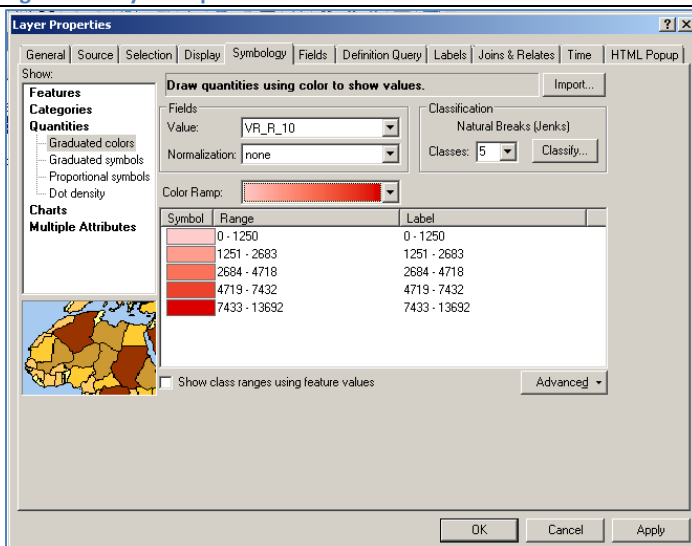 Layer Properties
General Source Selection Display Symbology Fields Definition Query Labels Joins & Relates Time HTML Popup
Show:
Features
Categories
Quantities
Graduated colors
Graduated symbols
Proportional symbols
Dot density
Charts
Multiple Attributes
Draw quantities using color to show values.
Import...
Fields
Value: VR_R_10
Normalization: none
Classification
Natural Breaks (Jenks)
Classes: 5 Classify...
Color Ramp:
Symbol Range Label
0 - 1250 0 - 1250
1251 - 2683 1251 - 2683
2684 - 4718 2684 - 4718
4719 - 7432 4719 - 7432
7433 - 13692 7433 - 13692
Show class ranges using feature values
Advanced
OK Cancel Apply